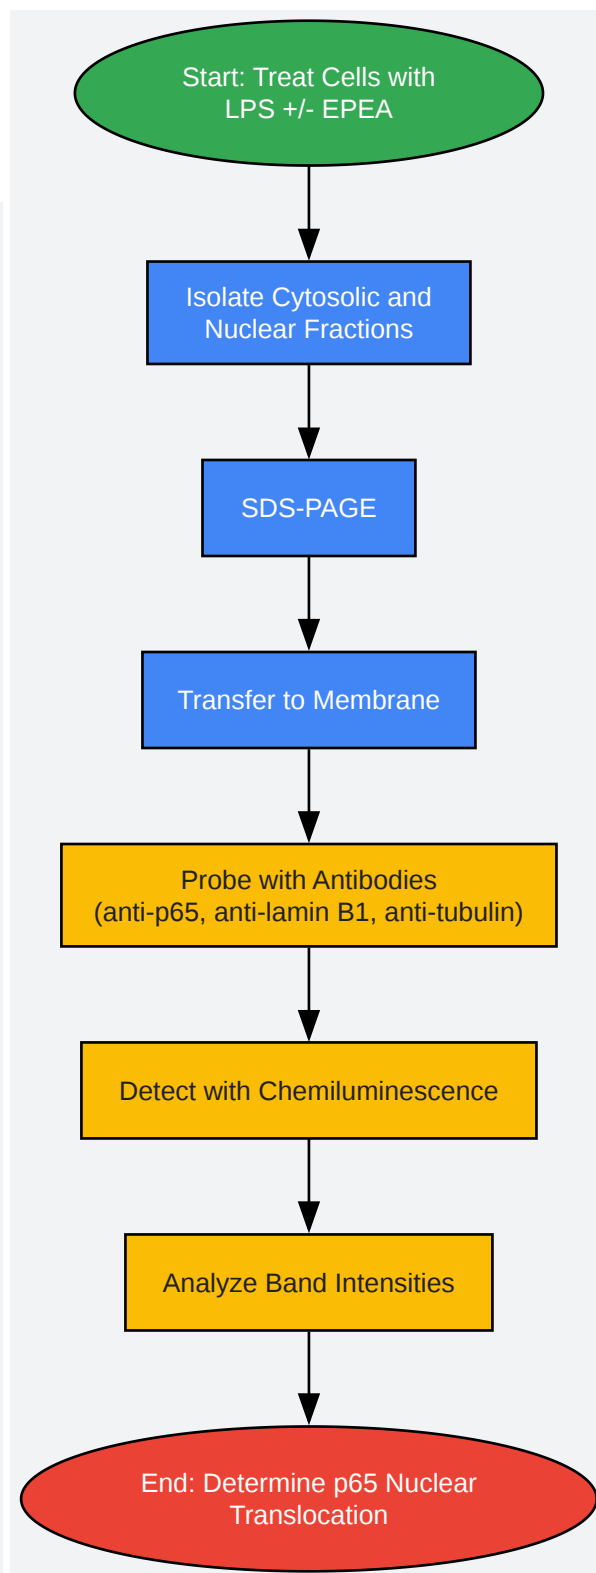 Start: Treat Cells with
LPS +/- EPEA
Isolate Cytosolic and
Nuclear Fractions
SDS-PAGE
Transfer to Membrane
Probe with Antibodies
(anti-p65, anti-lamin B1, anti-tubulin)
Detect with Chemiluminescence
Analyze Band Intensities
End: Determine p65 Nuclear
Translocation